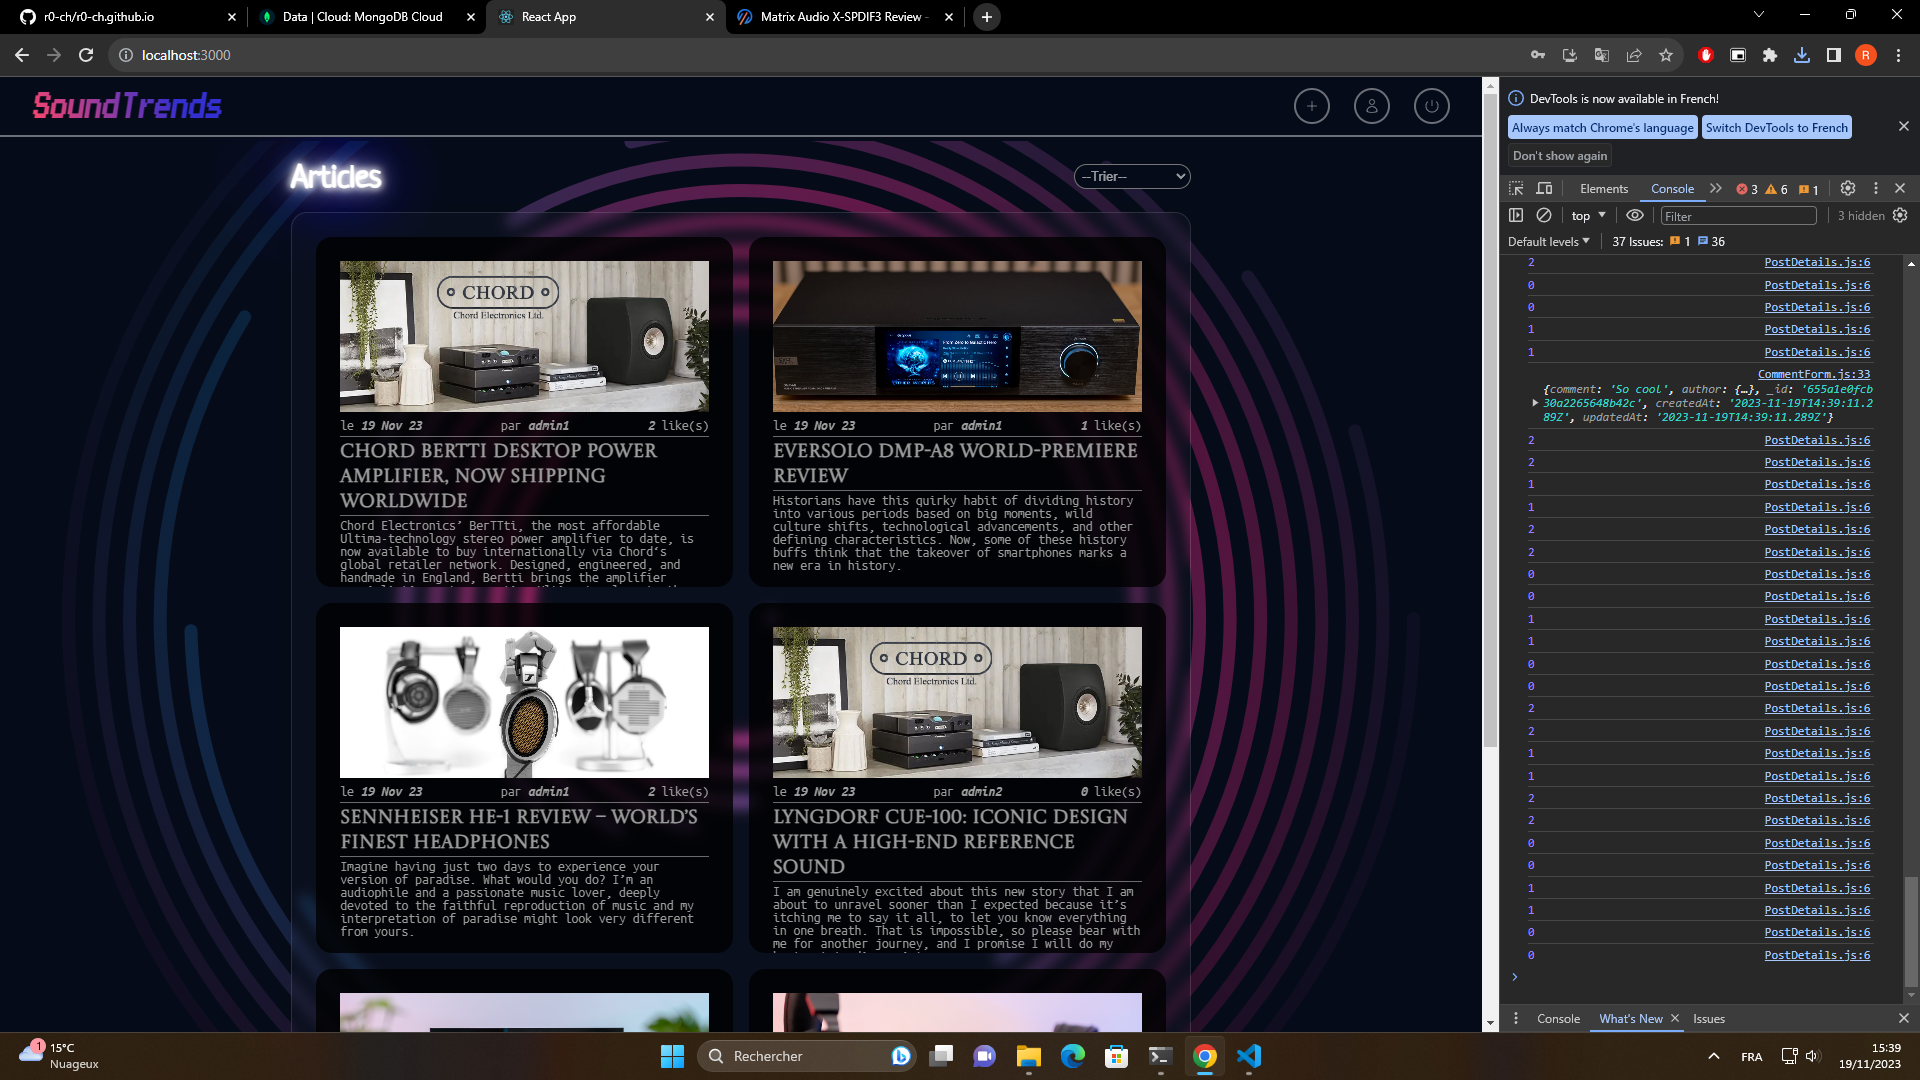 r0-ch/r0-ch.github.io
Data | Cloud: MongoDB Cloud
React App
Matrix Audio X-SPDIF3 Review -
localhost:3000
R
SoundTrends
Articles
--Trier--
CHORD
Chord Electronics Ltd.
le 19 Nov 23 par admin1 2 like(s)
CHORD BERTTI DESKTOP POWER
AMPLIFIER, NOW SHIPPING
WORLDWIDE
Chord Electronics’ BerTTti, the most affordable
Ultima-technology stereo power amplifier to date, is
now available to buy internationally via Chord’s
global retailer network. Designed, engineered, and
handmade in England, Bertti brings the amplifier
le 19 Nov 23 par admin1 1 like(s)
EVERSOLO DMP-A8 WORLD-PREMIERE
REVIEW
Historians have this quirky habit of dividing history
into various periods based on big moments, wild
culture shifts, technological advancements, and other
defining characteristics. Now, some of these history
buffs think that the takeover of smartphones marks a
new era in history.
le 19 Nov 23 par admin1 2 like(s)
SENNHEISER HE-1 REVIEW – WORLD’S
FINEST HEADPHONES
Imagine having just two days to experience your
version of paradise. What would you do? I’m an
audiophile and a passionate music lover, deeply
devoted to the faithful reproduction of music and my
interpretation of paradise might look very different
from yours.
CHORD
Chord Electronics Ltd.
le 19 Nov 23 par admin2 0 like(s)
LYNGDORF CUE-100: ICONIC DESIGN
WITH A HIGH-END REFERENCE
SOUND
I am genuinely excited about this new story that I am
about to unravel sooner than I expected because it’s
itching me to say it all, to let you know everything
in one breath. That is impossible, so please bear with
me for another journey, and I promise I will do my
DevTools is now available in French!
Always match Chrome's language Switch DevTools to French
Don't show again
Elements Console 3 6 1
top Filter 3 hidden
Default levels 37 Issues: 1 36
2 PostDetails.js:6
0 PostDetails.js:6
0 PostDetails.js:6
1 PostDetails.js:6
1 PostDetails.js:6
CommentForm.js:33
{comment: 'So cool', author: {…}, _id: '655a1e0fcb
30a2265648b42c', createdAt: '2023-11-19T14:39:11.2
89Z', updatedAt: '2023-11-19T14:39:11.289Z'}
2 PostDetails.js:6
2 PostDetails.js:6
1 PostDetails.js:6
1 PostDetails.js:6
2 PostDetails.js:6
2 PostDetails.js:6
0 PostDetails.js:6
0 PostDetails.js:6
1 PostDetails.js:6
1 PostDetails.js:6
0 PostDetails.js:6
0 PostDetails.js:6
2 PostDetails.js:6
2 PostDetails.js:6
1 PostDetails.js:6
1 PostDetails.js:6
2 PostDetails.js:6
2 PostDetails.js:6
0 PostDetails.js:6
0 PostDetails.js:6
1 PostDetails.js:6
1 PostDetails.js:6
0 PostDetails.js:6
0 PostDetails.js:6
Console What's New Issues
1
15°C
Nuageux
Rechercher
FRA
15:39
19/11/2023